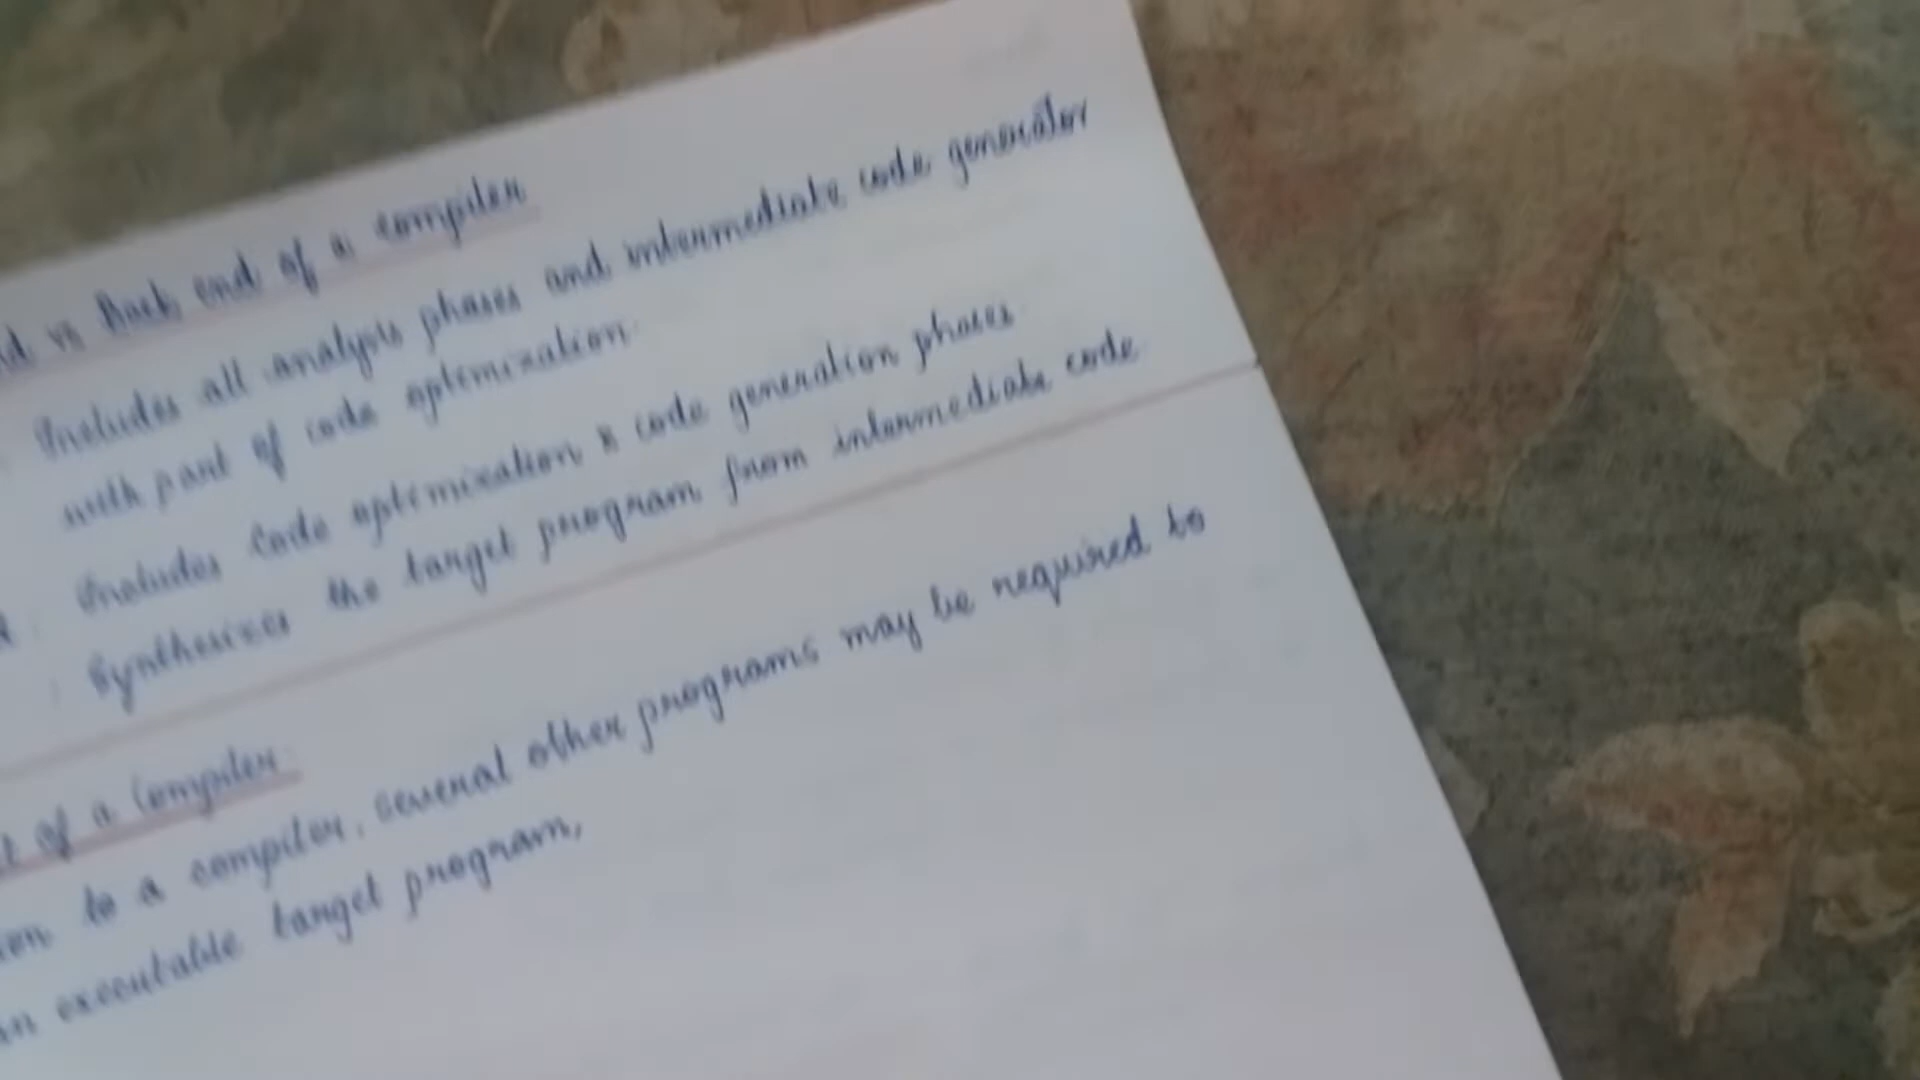 vs Back end of a compiler
Includes all analysis phases and intermediate code generator
with part of code optimization
Includes Code optimization & code generation phases
Synthesizes the target program from intermediate code
of a Compiler
to a compiler, several other programs may be required to
executable target program,